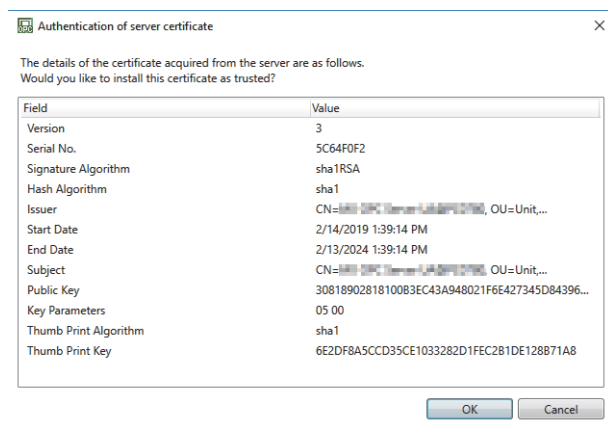 Authentication of server certificate
The details of the certificate acquired from the server are as follows.
Would you like to install this certificate as trusted?
Field Value
Version 3
Serial No. 5C64F0F2
Signature Algorithm sha1RSA
Hash Algorithm sha1
Issuer CN= , OU=Unit,...
Start Date 2/14/2019 1:39:14 PM
End Date 2/13/2024 1:39:14 PM
Subject CN= , OU=Unit,...
Public Key 30818902818100B3EC43A948021F6E427345D84396...
Key Parameters 05 00
Thumb Print Algorithm sha1
Thumb Print Key 6E2DF8A5CCD35CE1033282D1FEC2B1DE128B71A8
OK Cancel